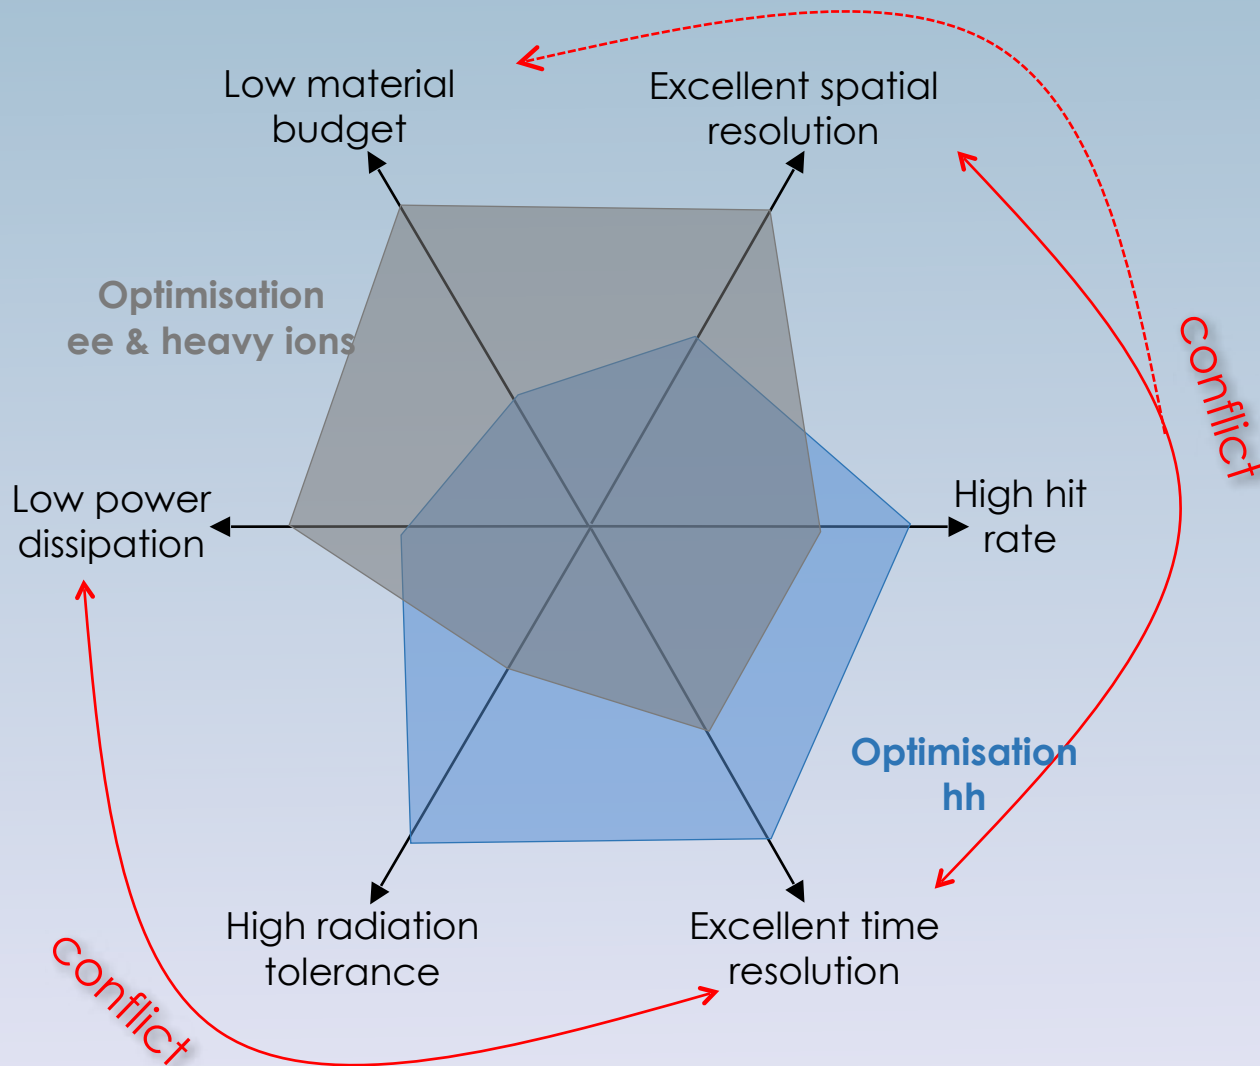 Low material
budget
Excellent spatial
resolution
Optimisation
ee & heavy ions
conflict
Low power
dissipation
High hit
rate
Optimisation
hh
High radiation
tolerance
Excellent time
resolution
conflict